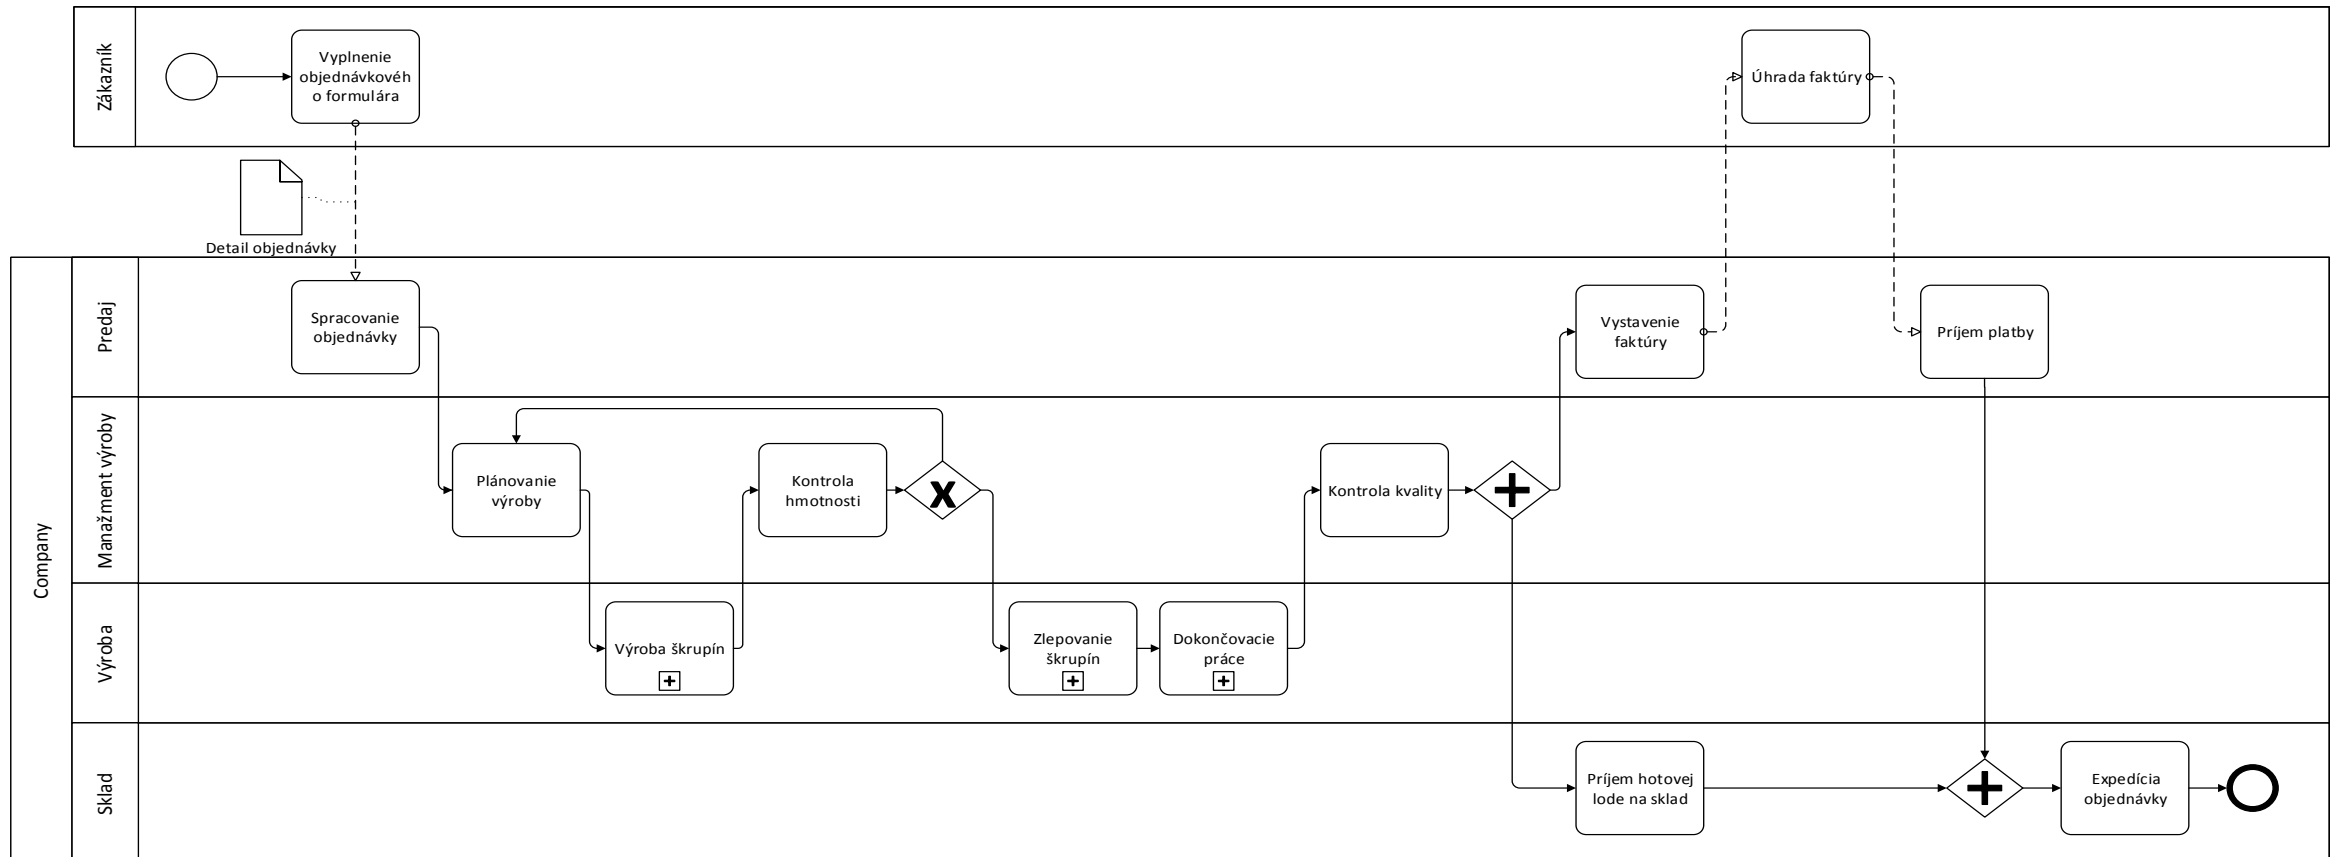 Zákazník
Vyplnenie
objednávkovéh
o formulára
Úhrada faktúry
Detail objednávky
Company
Predaj
Spracovanie
objednávky
Vystavenie
faktúry
Príjem platby
Manažment výroby
Plánovanie
výroby
Kontrola
hmotnosti
X
Kontrola kvality
Výroba
Výroba škrupín
Zlepovanie
škrupín
Dokončovacie
práce
Sklad
Príjem hotovej
lode na sklad
Expedícia
objednávky